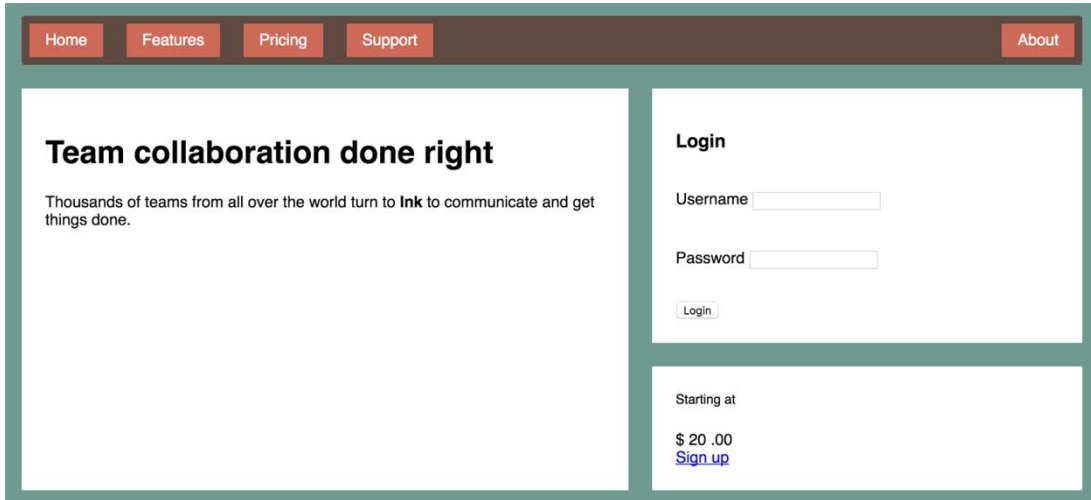 Home Features Pricing Support About
Team collaboration done right
Thousands of teams from all over the world turn to Ink to communicate and get
things done.
Login
Username
Password
Login
Starting at
$ 20 .00
Sign up